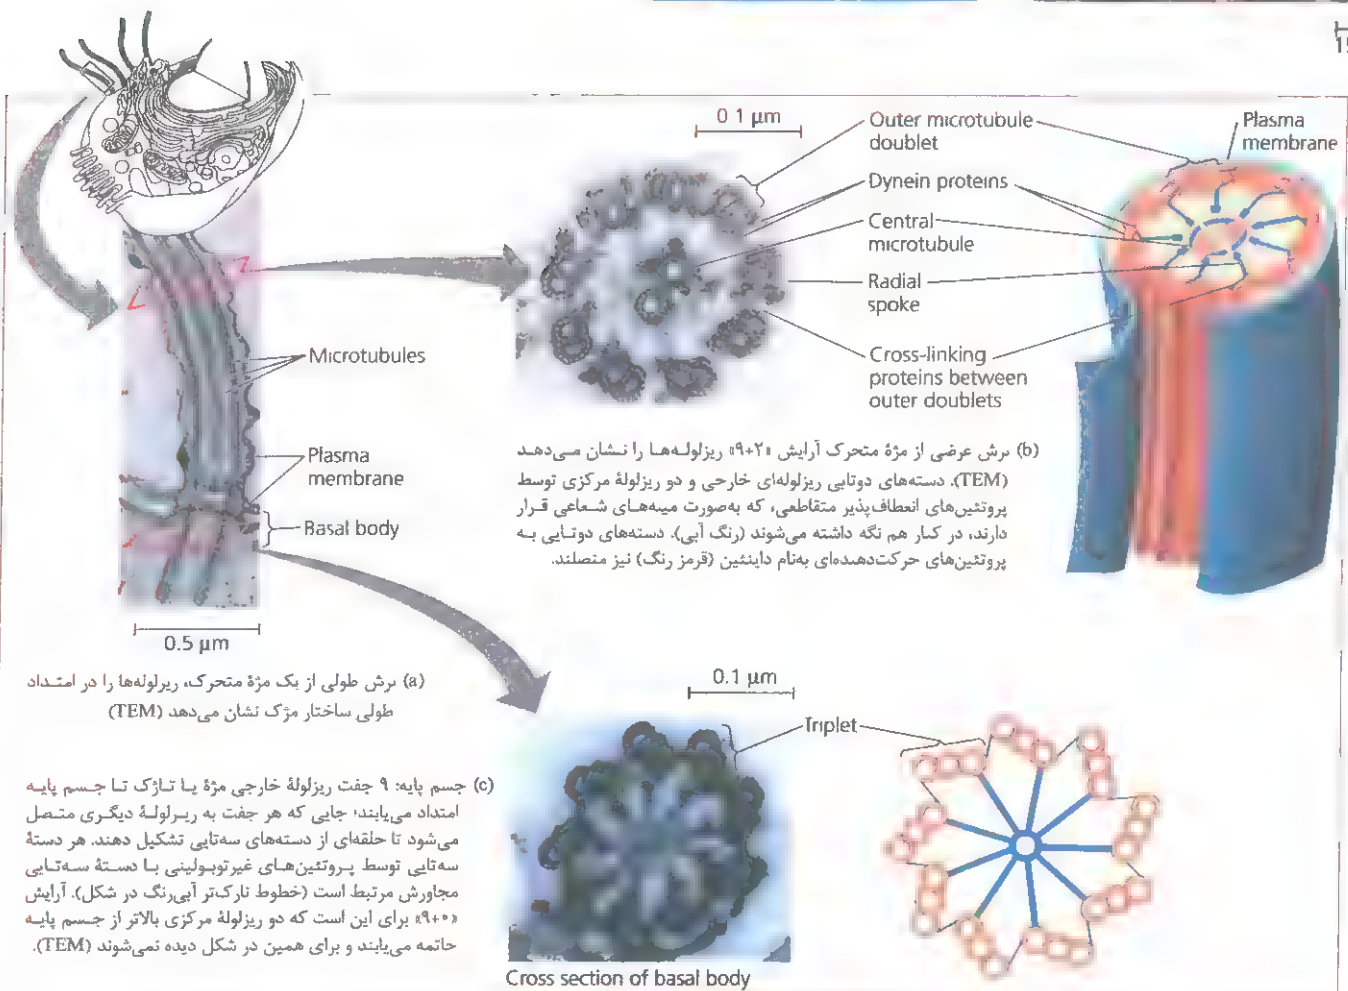 0 1 µm
Outer microtubule
doublet
Dynein proteins
Central
microtubule
Radial
spoke
Cross-linking
proteins between
outer doublets
Plasma
membrane
Microtubules
Plasma
membrane
Basal body
0.5 µm
(a) برش طولی از یک مژهٔ متحرک، ریزلوله‌ها را در امتداد
طولی ساختار مژک نشان می‌دهد (TEM)
(b) برش عرضی از مژهٔ متحرک آرایش «۹+۲» ریزلوله‌ها را نشان می‌دهد
(TEM). دسته‌های دوتایی ریزلوله‌ای خارجی و دو ریزلولهٔ مرکزی توسط
پروتئین‌های انعطاف‌پذیر متقاطعی، که به‌صورت میله‌های شعاعی قرار
دارند، در کنار هم نگه داشته می‌شوند (رنگ آبی). دسته‌های دوتایی به
پروتئین‌های حرکت‌دهنده‌ای به‌نام داینئین (قرمز رنگ) نیز متصلند.
(c) جسم پایه: ۹ جفت ریزلولهٔ خارجی مژهٔ یا تاژک تا جسم پایه
امتداد می‌یابند؛ جایی که هر جفت به ریزلولهٔ دیگری متصل
می‌شود تا حلقه‌ای از دسته‌های سه‌تایی تشکیل دهند. هر دستهٔ
سه‌تایی توسط پروتئین‌های غیرتوبولینی با دستهٔ سه‌تایی
مجاورش مرتبط است (خطوط نازک‌تر آبی‌رنگ در شکل). آرایش
«۹+۰» برای این است که دو ریزلولهٔ مرکزی بالاتر از جسم پایه
خاتمه می‌یابند و برای همین در شکل دیده نمی‌شوند (TEM).
0.1 µm
Triplet
Cross section of basal body